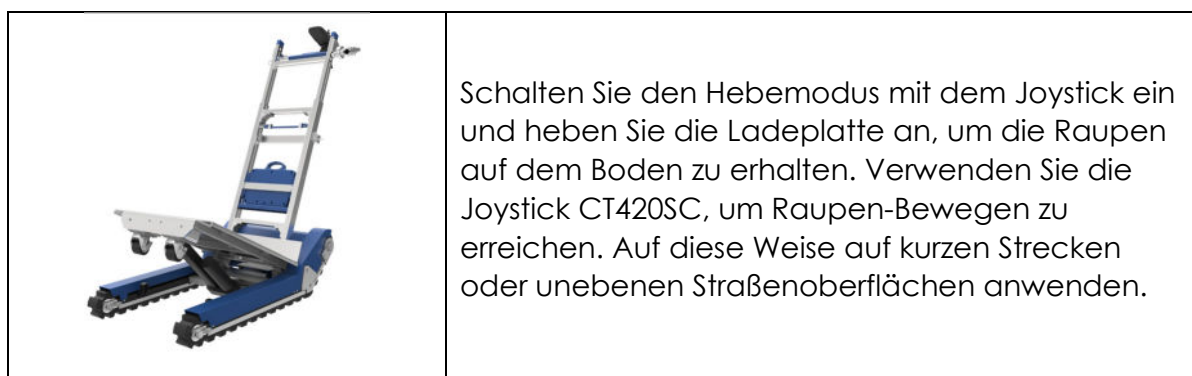 Schalten Sie den Hebemodus mit dem Joystick ein
und heben Sie die Ladeplatte an, um die Raupen
auf dem Boden zu erhalten. Verwenden Sie die
Joystick CT420SC, um Raupen-Bewegen zu
erreichen. Auf diese Weise auf kurzen Strecken
oder unebenen Straßenoberflächen anwenden.